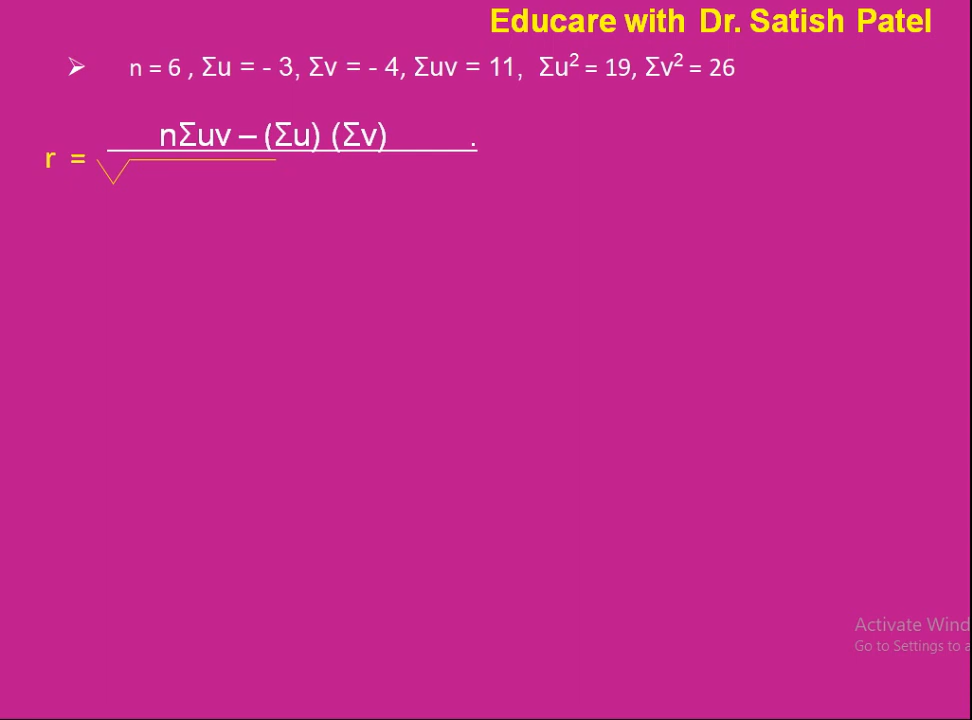 Educare with Dr. Satish Patel
➢ n = 6 , Σu = - 3, Σv = - 4, Σuv = 11, Σu² = 19, Σv² = 26
nΣuv – (Σu) (Σv) .
r = √
Activate Wind
Go to Settings to a